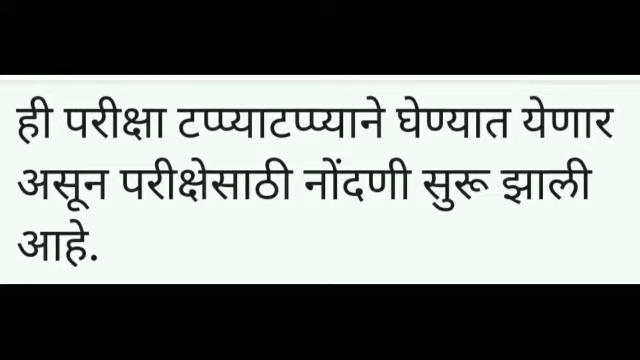 ही परीक्षा टप्प्याटप्प्याने घेण्यात येणार
असून परीक्षेसाठी नोंदणी सुरू झाली
आहे.